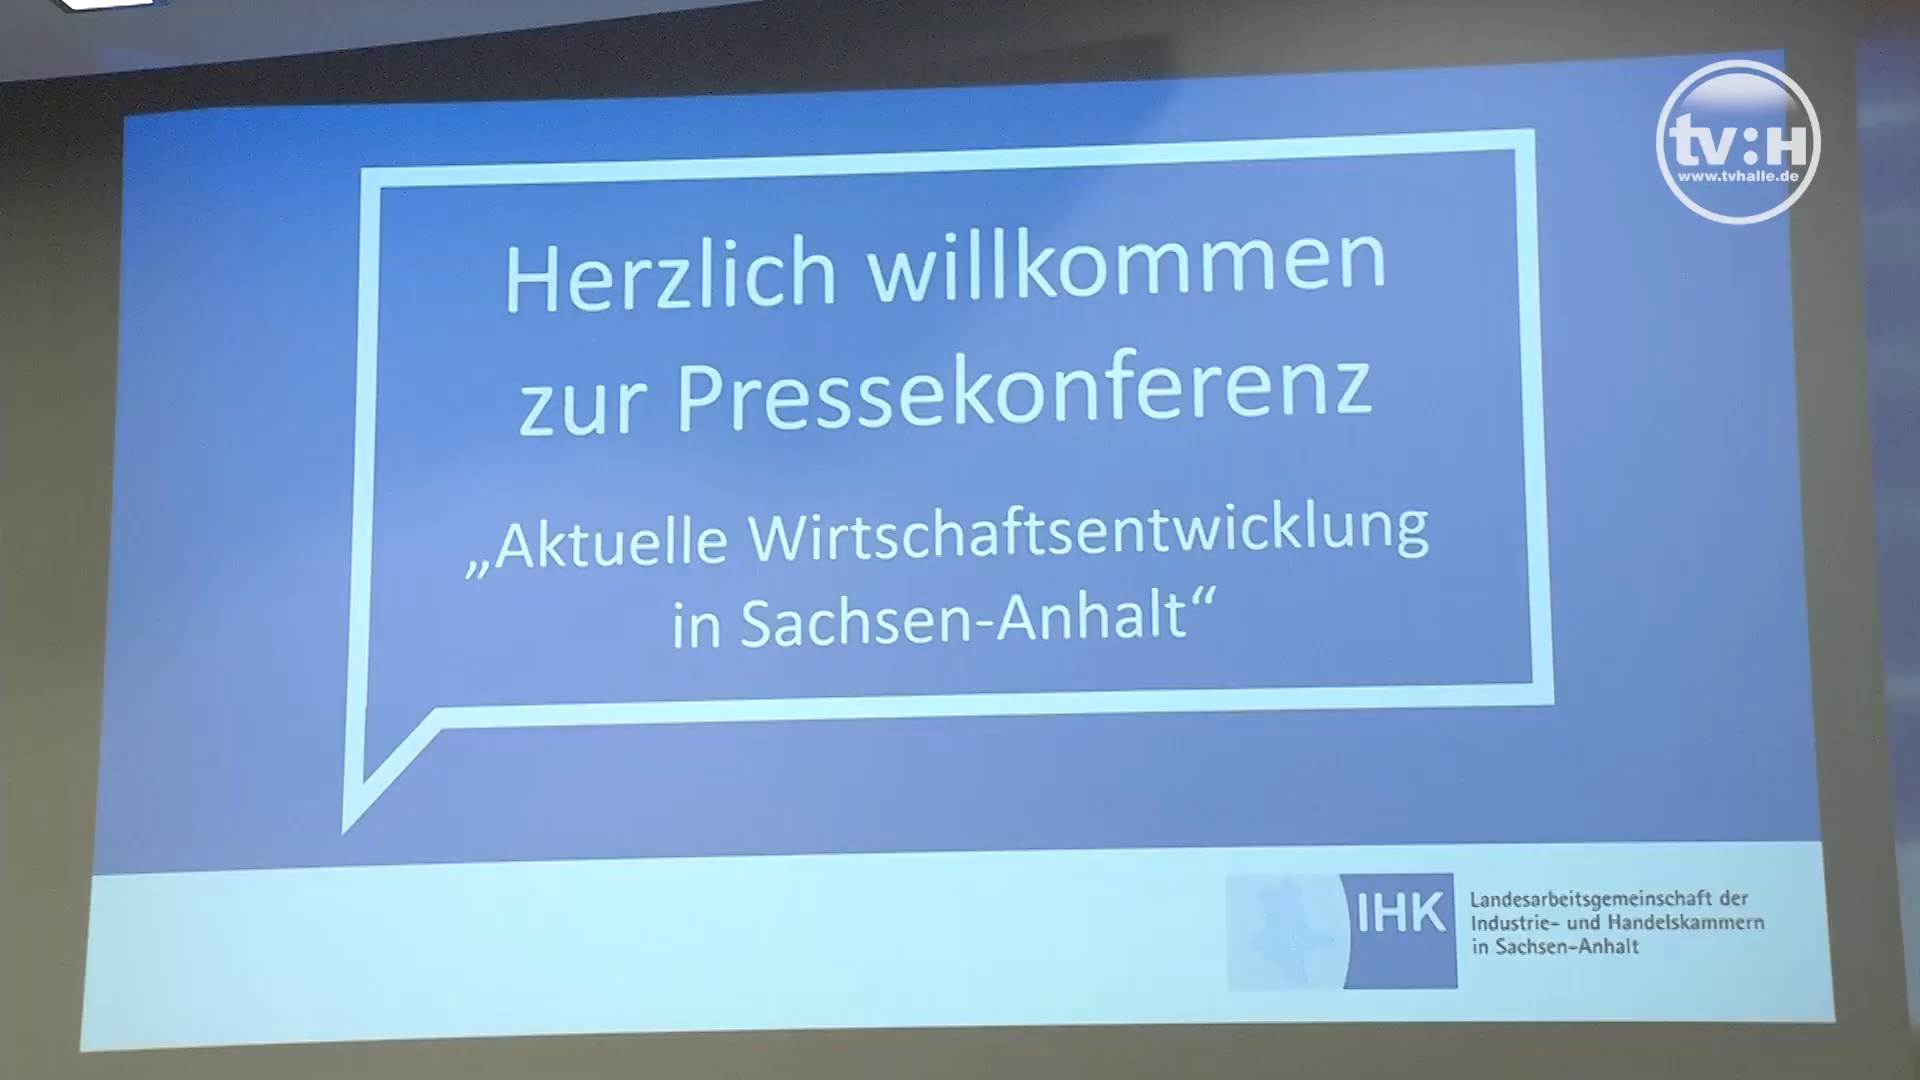 tv:H
www.tvhalle.de
Herzlich willkommen
zur Pressekonferenz
„Aktuelle Wirtschaftsentwicklung
in Sachsen-Anhalt“
IHK
Landesarbeitsgemeinschaft der
Industrie- und Handelskammern
in Sachsen-Anhalt